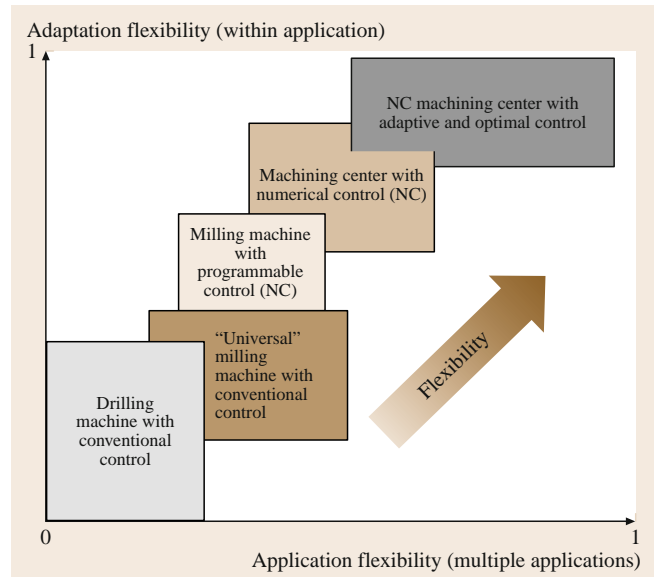 Adaptation flexibility (within application)
1
NC machining center with
adaptive and optimal control
Machining center with
numerical control (NC)
Milling machine
with
programmable
control (NC)
“Universal”
milling
machine with
conventional
control
Flexibility
Drilling
machine with
conventional
control
0
1
Application flexibility (multiple applications)